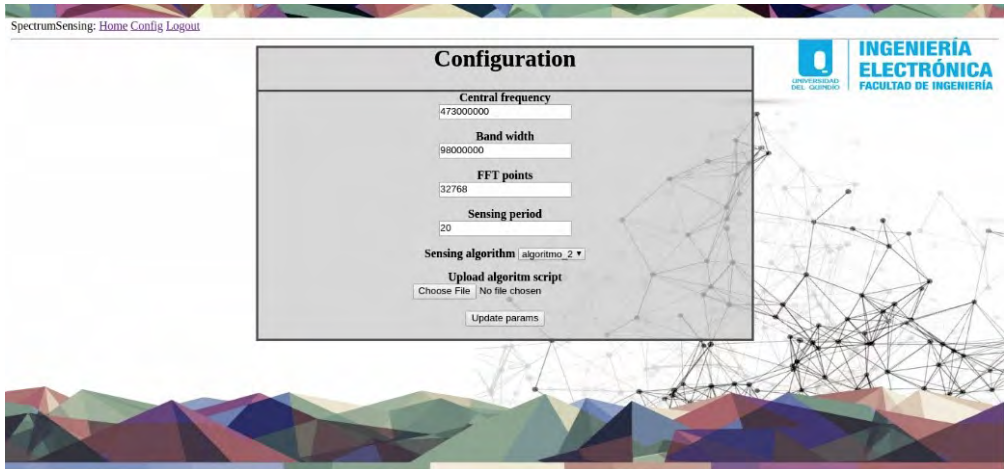 SpectrumSensing: Home Config Logout
Configuration
UNIVERSIDAD
DEL QUINDÍO
INGENIERÍA
ELECTRÓNICA
FACULTAD DE INGENIERÍA
Central frequency
473000000
Band width
98000000
FFT points
32768
Sensing period
20
Sensing algorithm algoritmo_2
Upload algoritm script
Choose File No file chosen
Update params